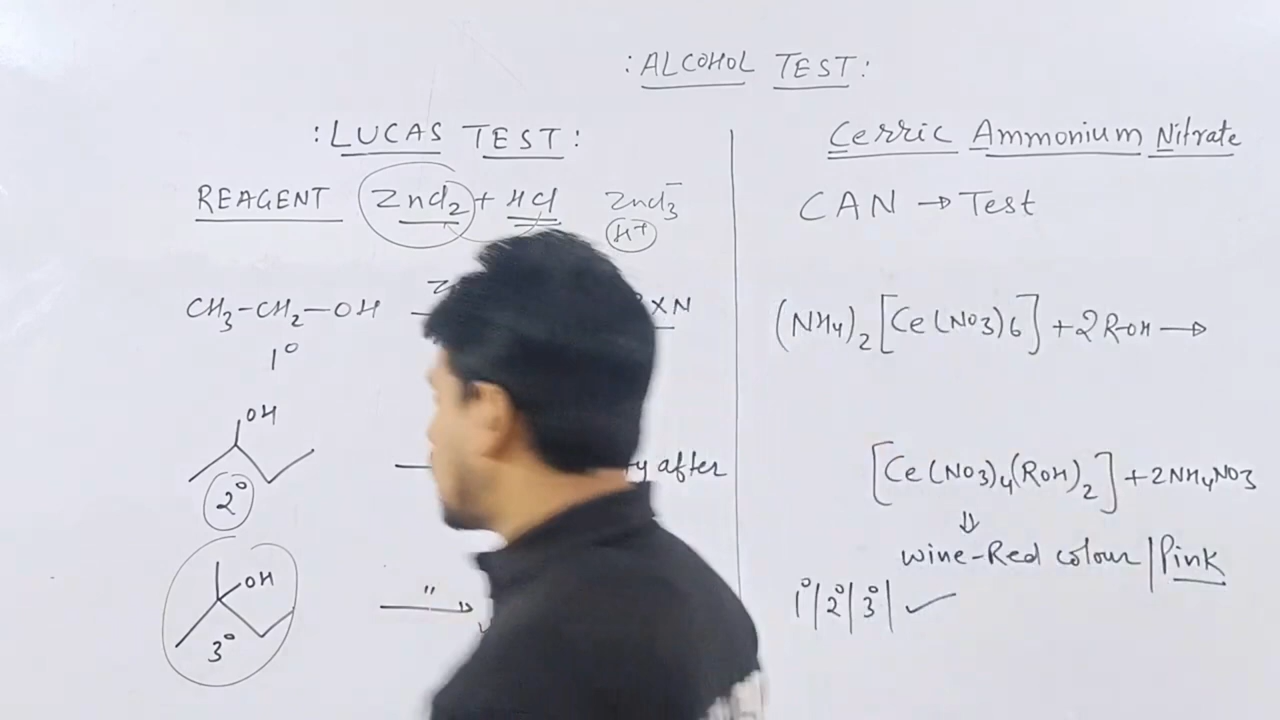 : ALCOHOL TEST :
: LUCAS TEST :
REAGENT ZnCl₂ + HCl ZnCl₃⁻
H⁺
CH₃-CH₂-OH XN
1°
OH
2°
after
OH
"
3°
Cerric Ammonium Nitrate
CAN → Test
(NH₄)₂[Ce(NO₃)6] + 2ROH →
[Ce(NO₃)₄(ROH)₂] + 2NH₄NO₃
⇓
wine-Red colour | Pink
1°|2°|3°| ✓